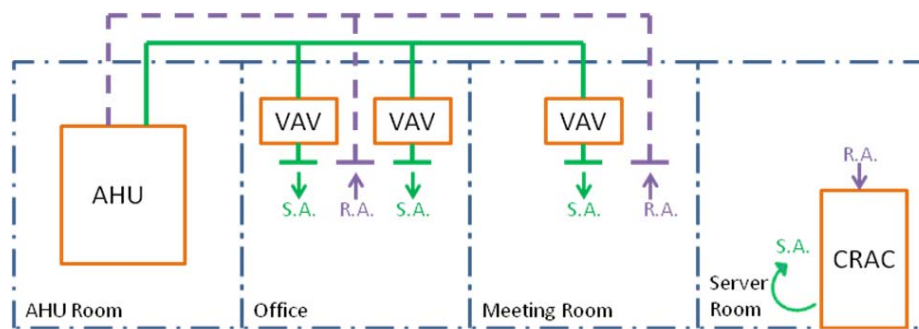 VAV
VAV
VAV
AHU
R.A.
S.A.
R.A.
S.A.
S.A.
R.A.
S.A.
CRAC
Server
Room
AHU Room
Office
Meeting Room